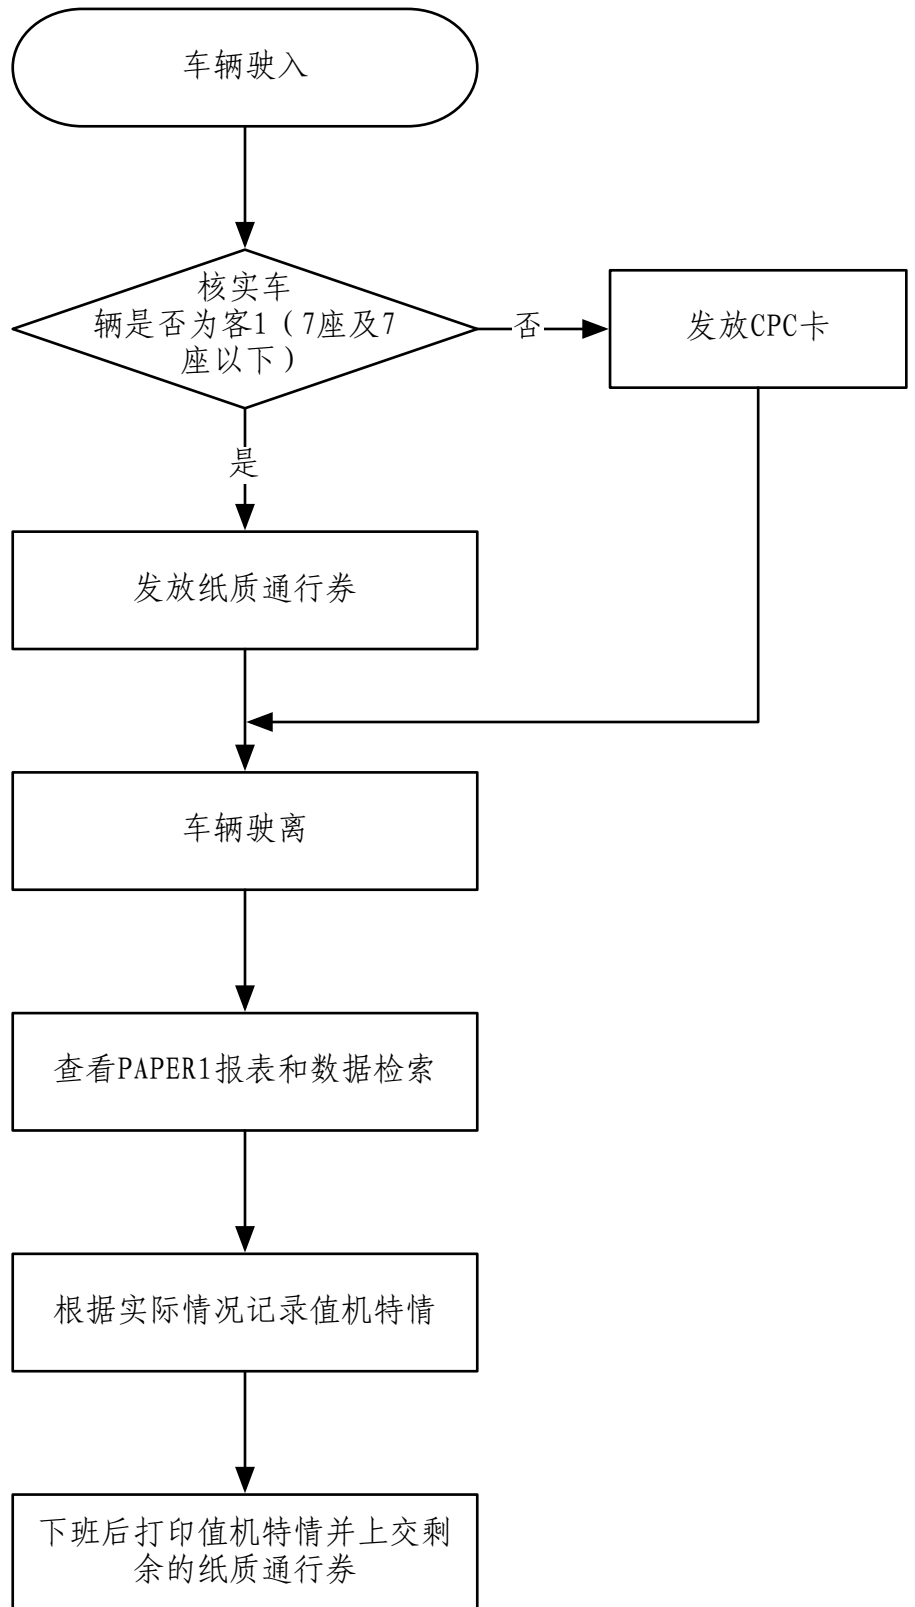 车辆驶入
核实车
辆是否为客1（7座及7
座以下）
否
发放CPC卡
是
发放纸质通行券
车辆驶离
查看PAPER1报表和数据检索
根据实际情况记录值机特情
下班后打印值机特情并上交剩
余的纸质通行券